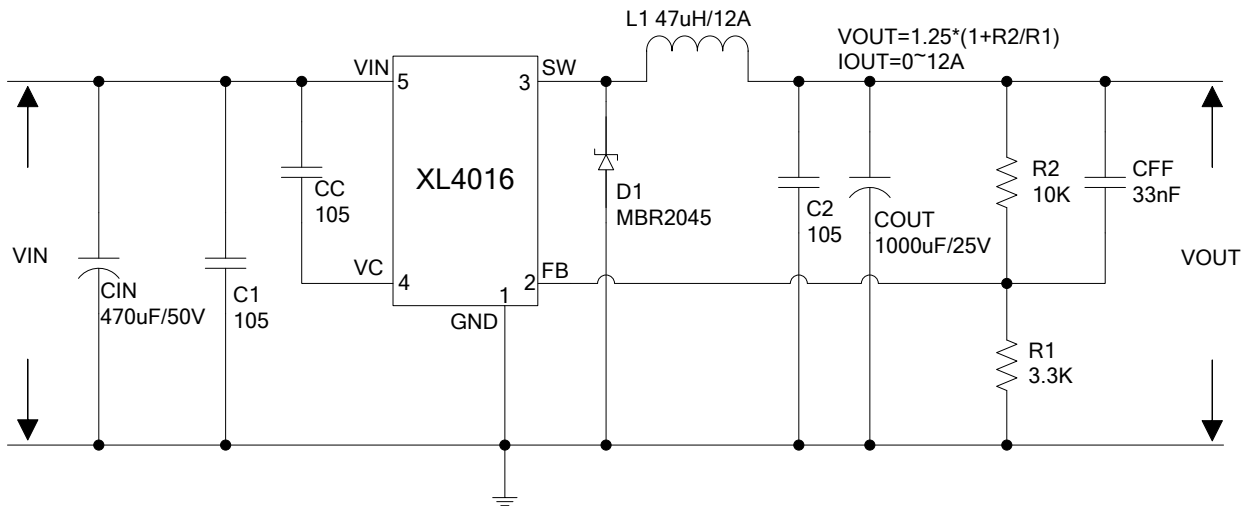 L1 47uH/12A
VOUT=1.25*(1+R2/R1)
IOUT=0~12A
VIN
5
3
SW
XL4016
CC
105
D1
MBR2045
C2
105
COUT
1000uF/25V
R2
10K
CFF
33nF
VIN
VOUT
CIN
470uF/50V
C1
105
VC
4
2
FB
1
GND
R1
3.3K